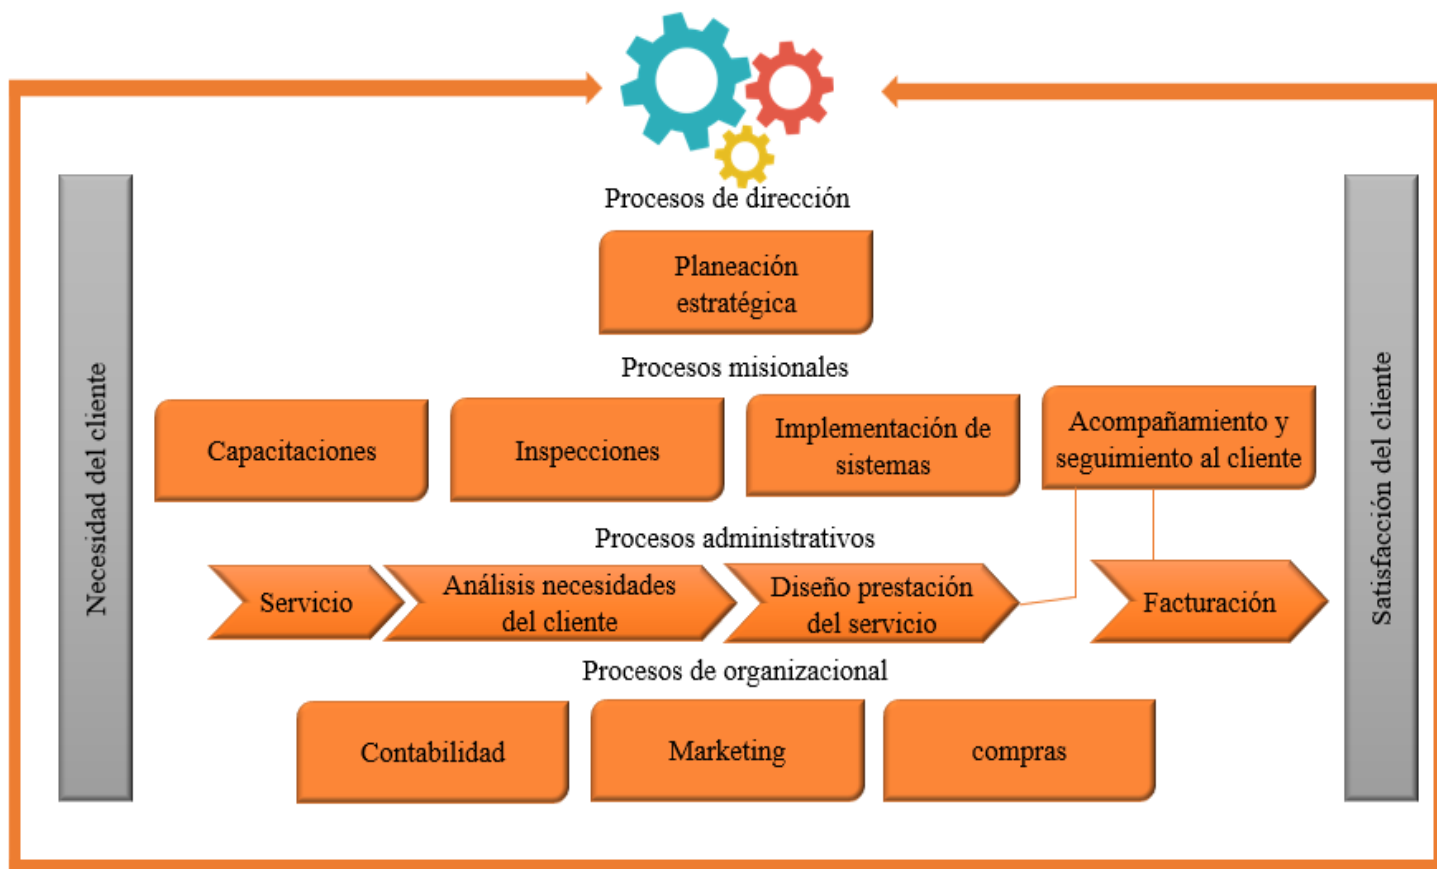 Procesos de dirección
Planeación
estratégica
Necesidad del cliente
Satisfacción del cliente
Procesos misionales
Capacitaciones
Inspecciones
Implementación de
sistemas
Acompañamiento y
seguimiento al cliente
Procesos administrativos
Servicio
Análisis necesidades
del cliente
Diseño prestación
del servicio
Facturación
Procesos de organizacional
Contabilidad
Marketing
compras